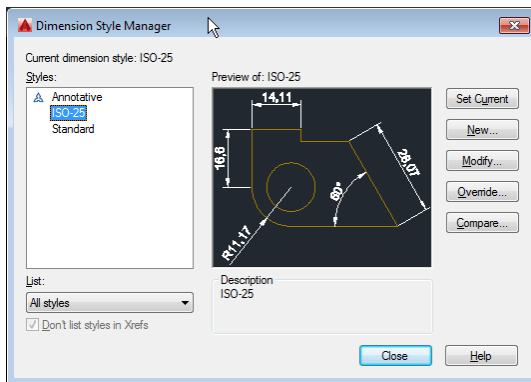 Dimension Style Manager
Current dimension style: ISO-25
Styles:
Annotative
ISO-25
Standard
List:
All styles
Don't list styles in Xrefs
Preview of: ISO-25
14,11
16,6
28,07
60°
R11,17
Description
ISO-25
Set Current
New...
Modify...
Override...
Compare...
Close
Help